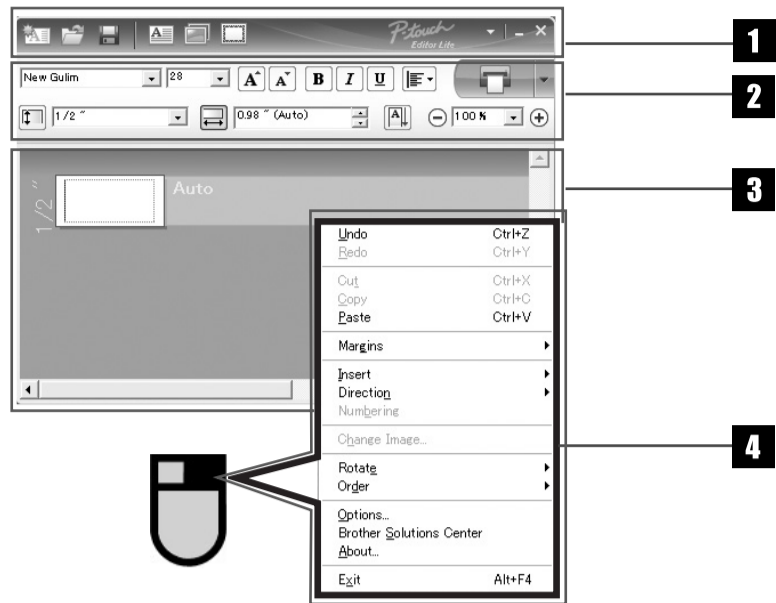 P-touch
Editor Lite
1
New Gulim 28 A A B I U
2
1/2 ″ 0.98 ″ (Auto) A 100 %
3
1/2 ″
Auto
Undo Ctrl+Z
Redo Ctrl+Y
Cut Ctrl+X
Copy Ctrl+C
Paste Ctrl+V
Margins
Insert
Direction
Numbering
Change Image...
4
Rotate
Order
Options...
Brother Solutions Center
About...
Exit Alt+F4